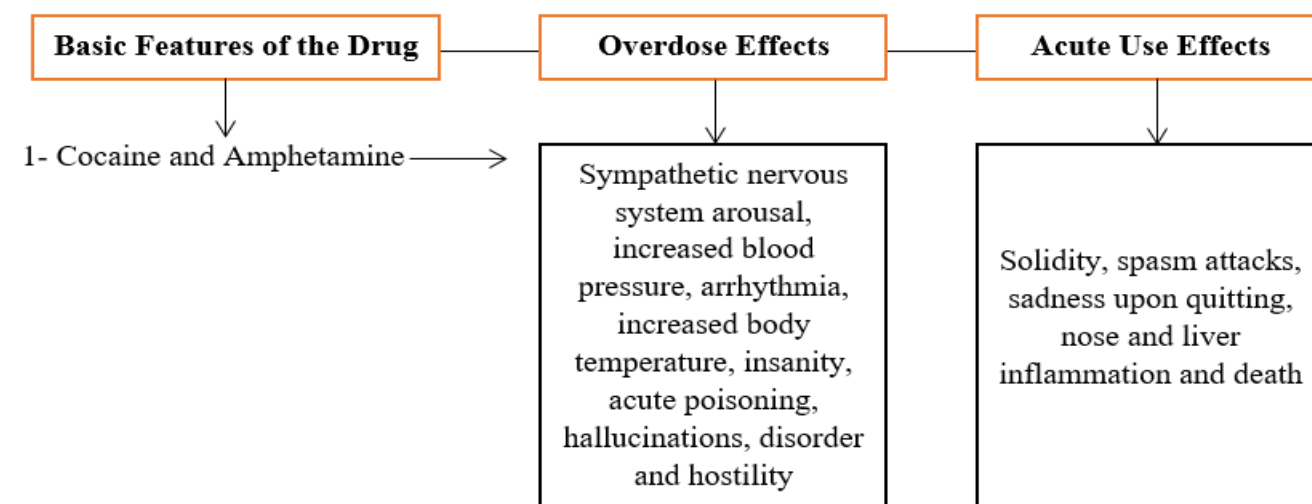 Basic Features of the Drug
Overdose Effects
Acute Use Effects
1- Cocaine and Amphetamine
Sympathetic nervous
system arousal,
increased blood
pressure, arrhythmia,
increased body
temperature, insanity,
acute poisoning,
hallucinations, disorder
and hostility
Solidity, spasm attacks,
sadness upon quitting,
nose and liver
inflammation and death